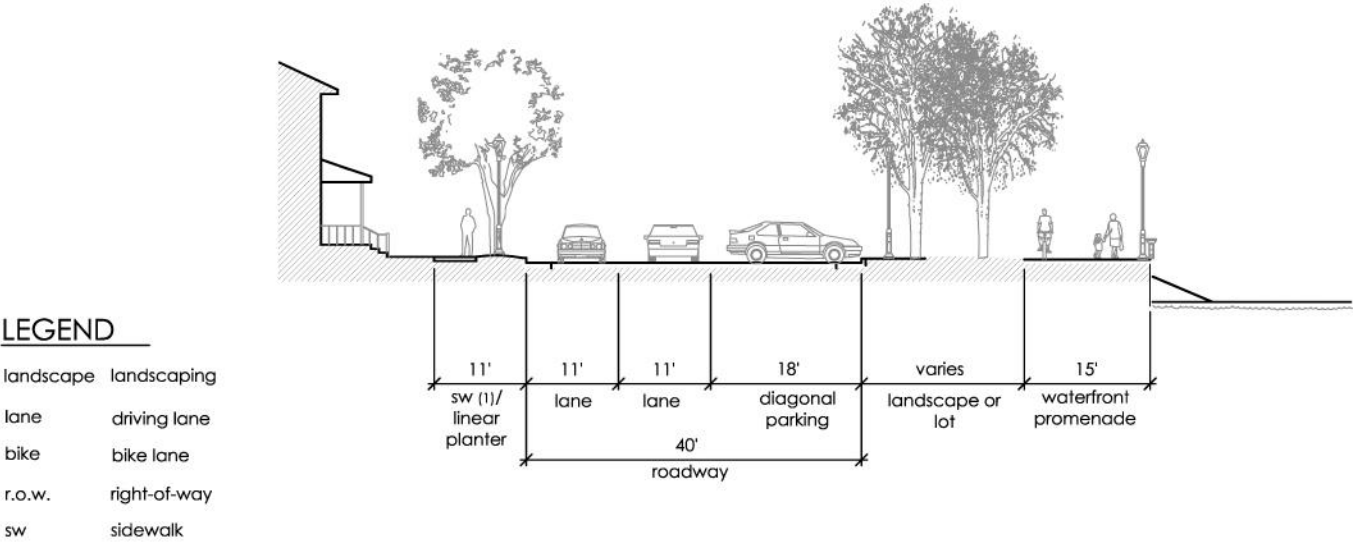 11' 11' 11' 18' varies 15'
sw (1)/ linear planter
lane
lane
diagonal parking
landscape or lot
waterfront promenade
40'
roadway
LEGEND
landscape landscaping
lane driving lane
bike bike lane
r.o.w. right-of-way
sw sidewalk